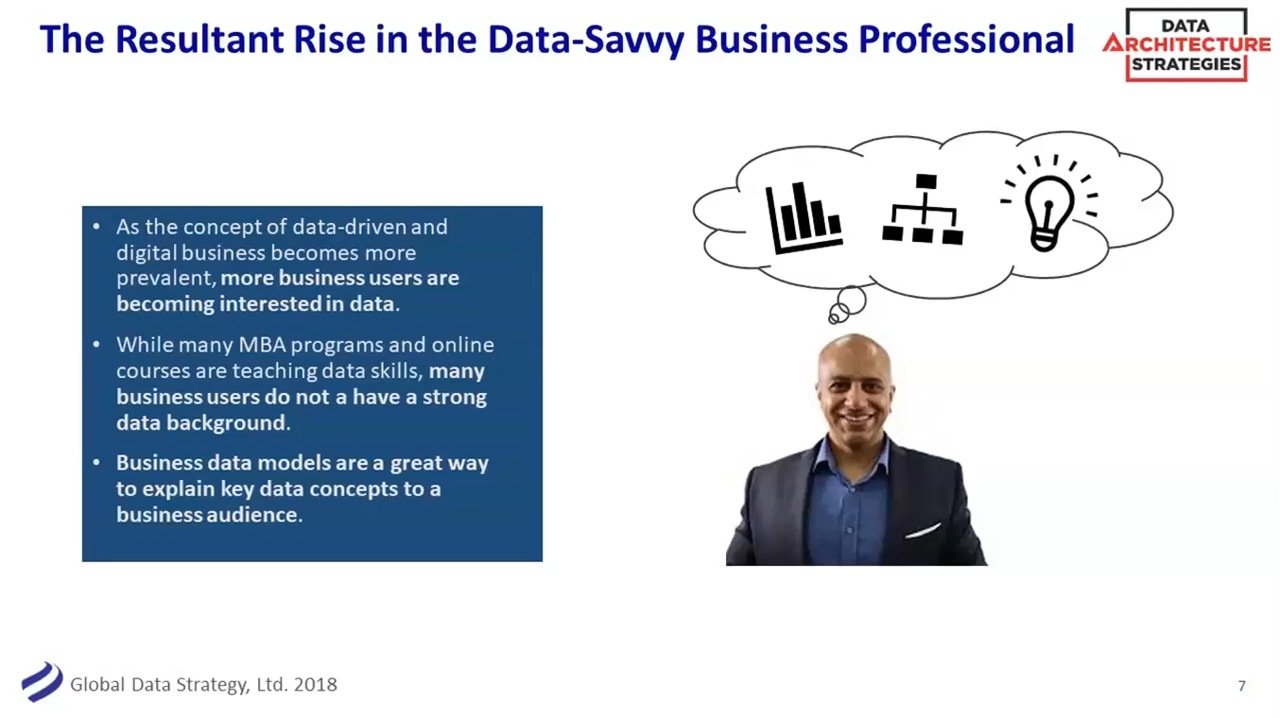 The Resultant Rise in the Data-Savvy Business Professional
DATA
ARCHITECTURE
STRATEGIES
• As the concept of data-driven and
digital business becomes more
prevalent, more business users are
becoming interested in data.
• While many MBA programs and online
courses are teaching data skills, many
business users do not a have a strong
data background.
• Business data models are a great way
to explain key data concepts to a
business audience.
Global Data Strategy, Ltd. 2018
7